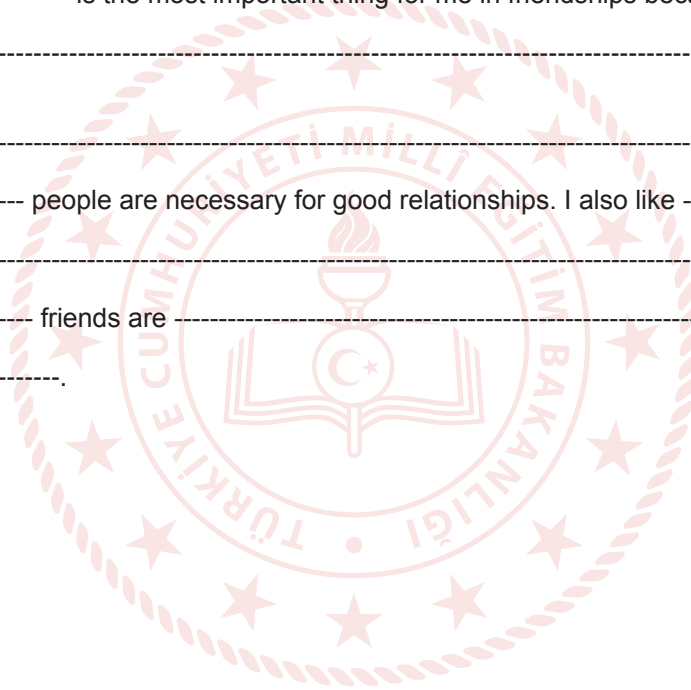 is the most important thing for me in friendships
--- people are necessary for good relationships. I also like -
---- friends are ----------------------------------------------------------------
-------.
TÜRKİYE CUMHURİYETİ MİLLÎ EĞİTİM BAKANLIĞI